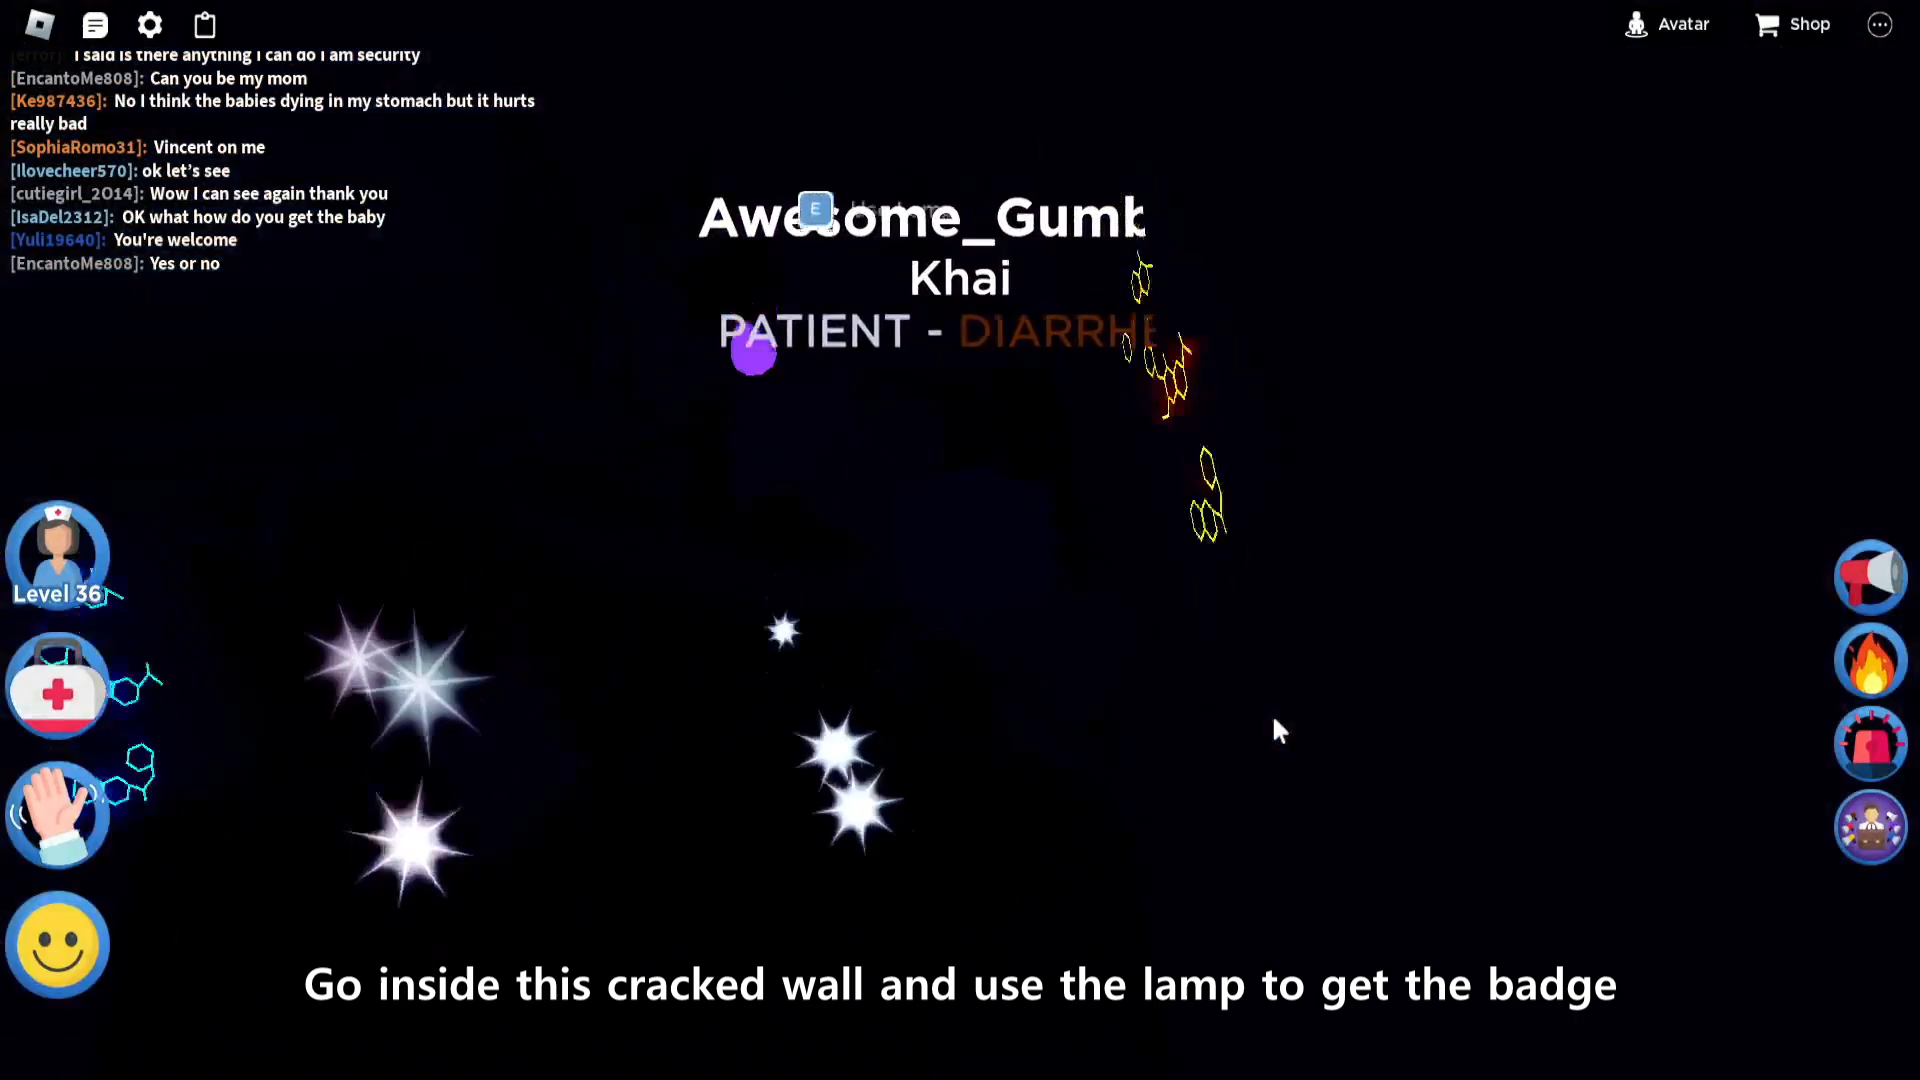 Avatar
Shop
[error]: I said is there anything I can do I am security
[EncantoMe808]: Can you be my mom
[Ke987436]: No I think the babies dying in my stomach but it hurts
really bad
[SophiaRomo31]: Vincent on me
[Ilovecheer570]: ok let's see
[cutiegirl_2O14]: Wow I can see again thank you
[IsaDel2312]: OK what how do you get the baby
[Yuli19640]: You're welcome
[EncantoMe808]: Yes or no
E
Awesome_Gumb
Khai
PATIENT - DIARRHE
Level 36
Go inside this cracked wall and use the lamp to get the badge